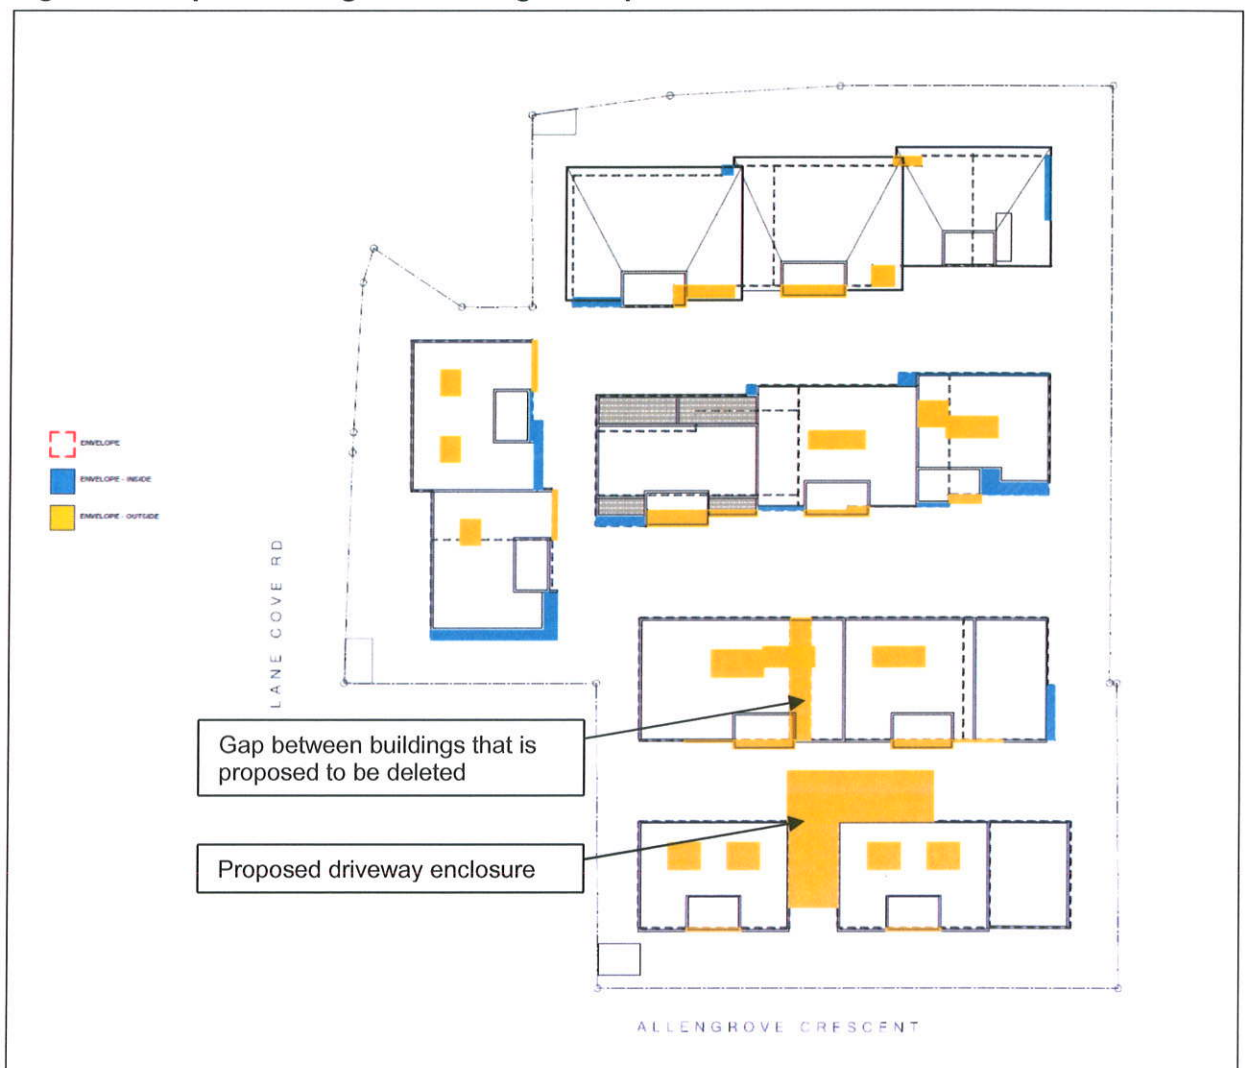 ENVELOPE
ENVELOPE - INSIDE
ENVELOPE - OUTSIDE
LANE COVE RD
Gap between buildings that is
proposed to be deleted
Proposed driveway enclosure
ALLENGROVE CRESCENT